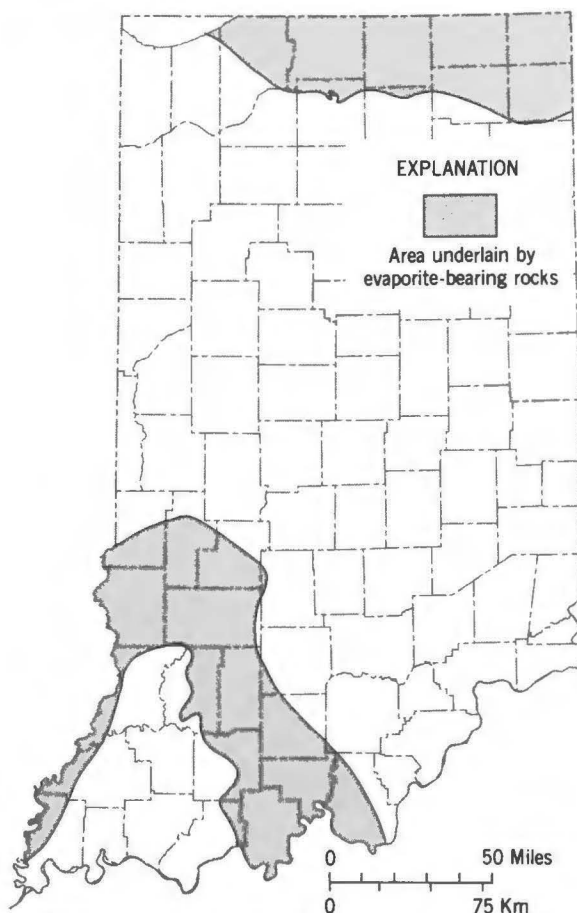 EXPLANATION
Area underlain by
evaporite-bearing rocks
0 50 Miles
0 75 Km